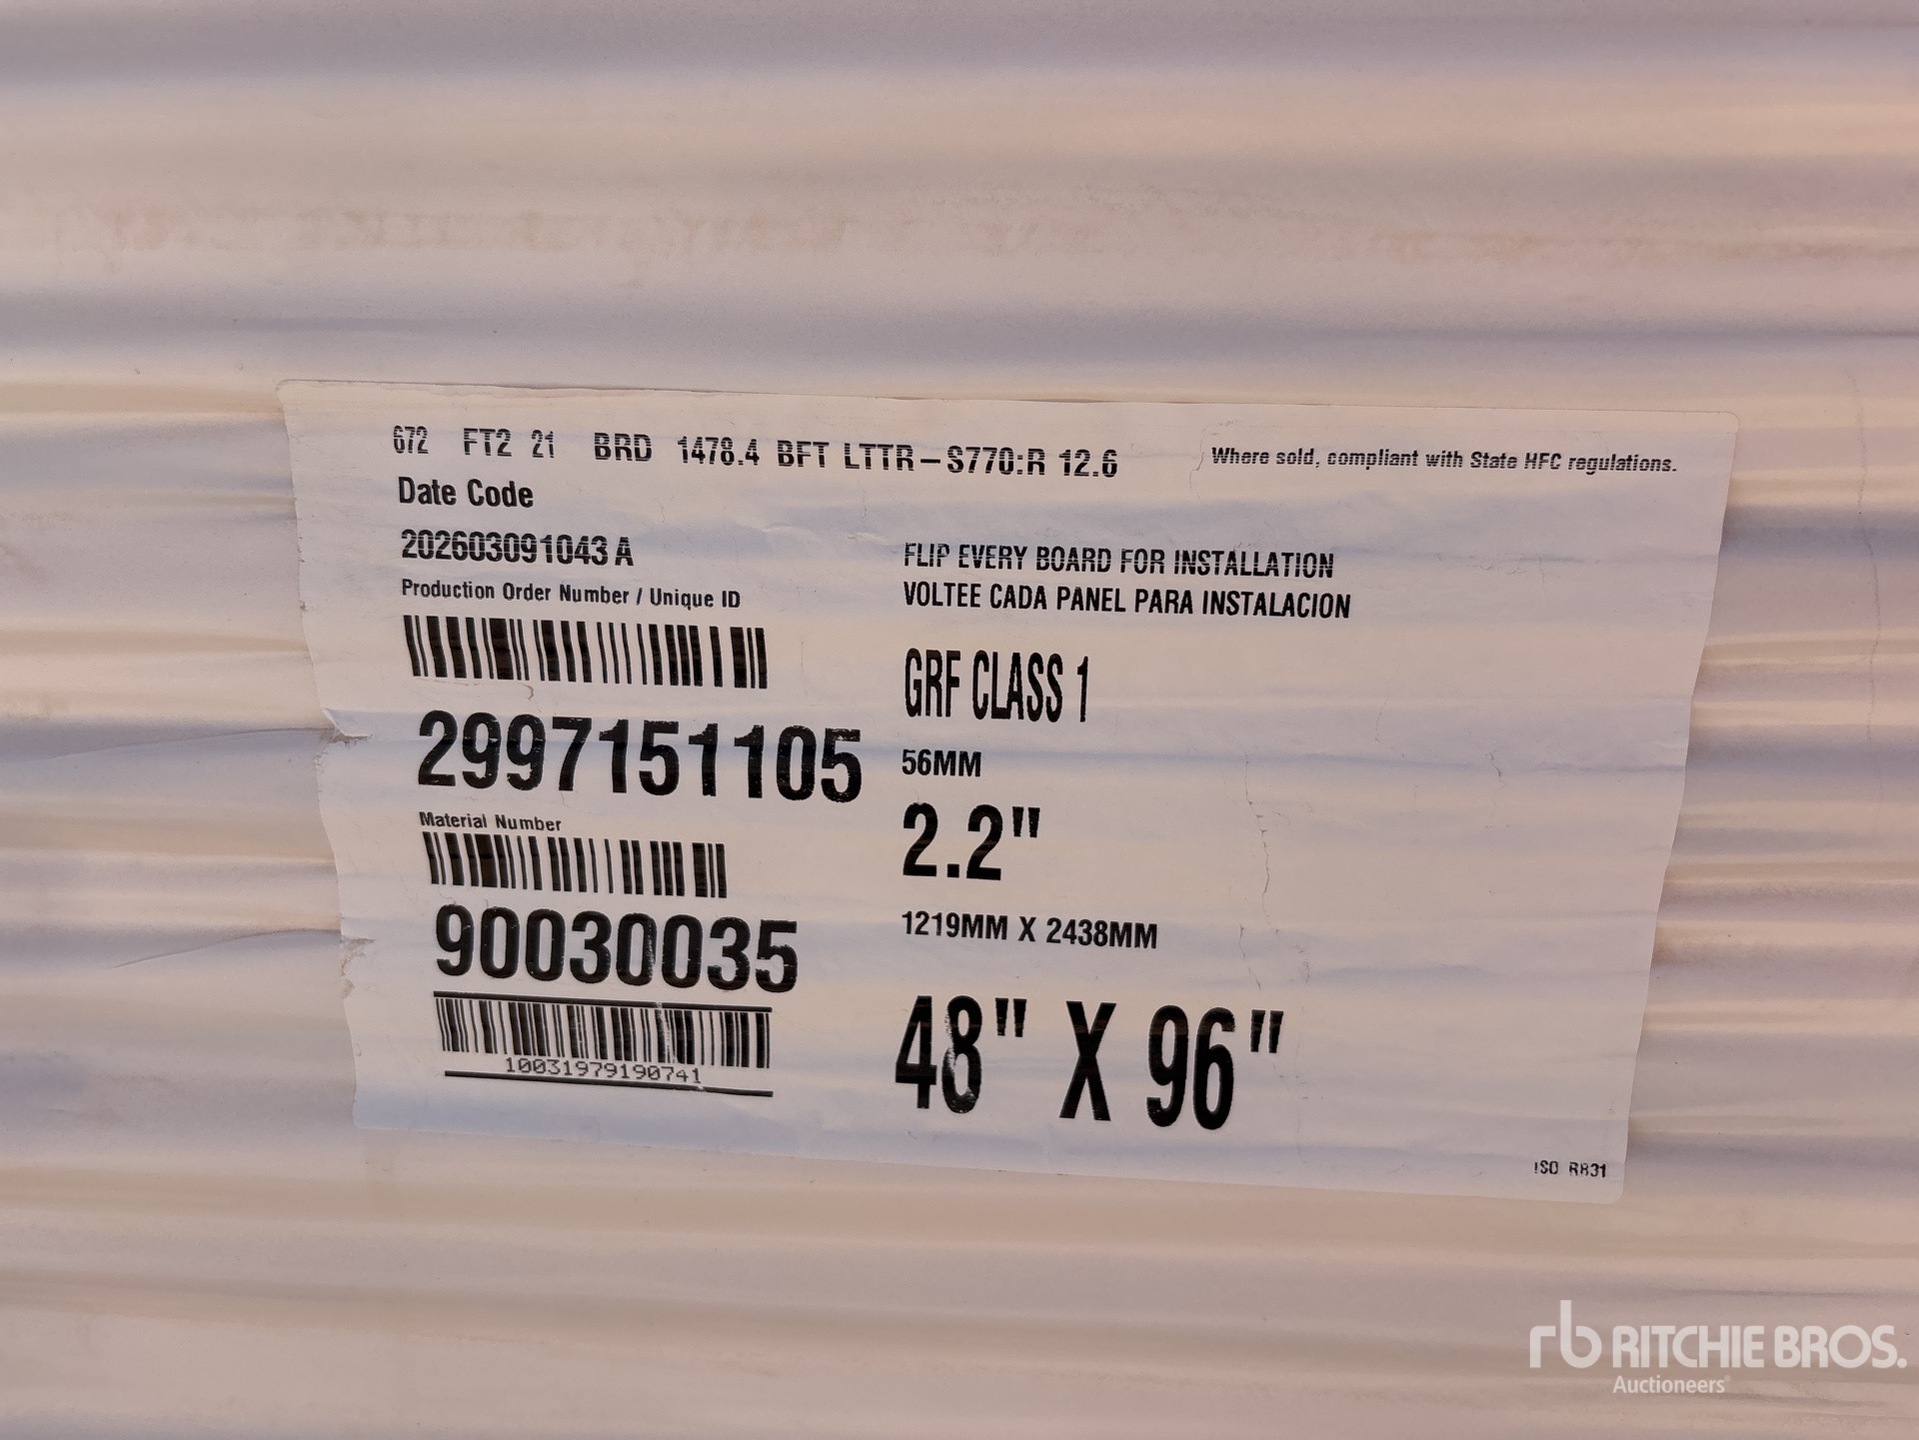 672 FT2 21 BRD 1478.4 BFT LTTR-S770:R 12.6
Where sold, compliant with State HFC regulations.
Date Code
202603091043 A
Production Order Number / Unique ID
2997151105
Material Number
90030035
10031979190741
FLIP EVERY BOARD FOR INSTALLATION
VOLTEE CADA PANEL PARA INSTALACION
GRF CLASS 1
56MM
2.2"
1219MM X 2438MM
48" X 96"
ISO R831
rb RITCHIE BROS.
Auctioneers